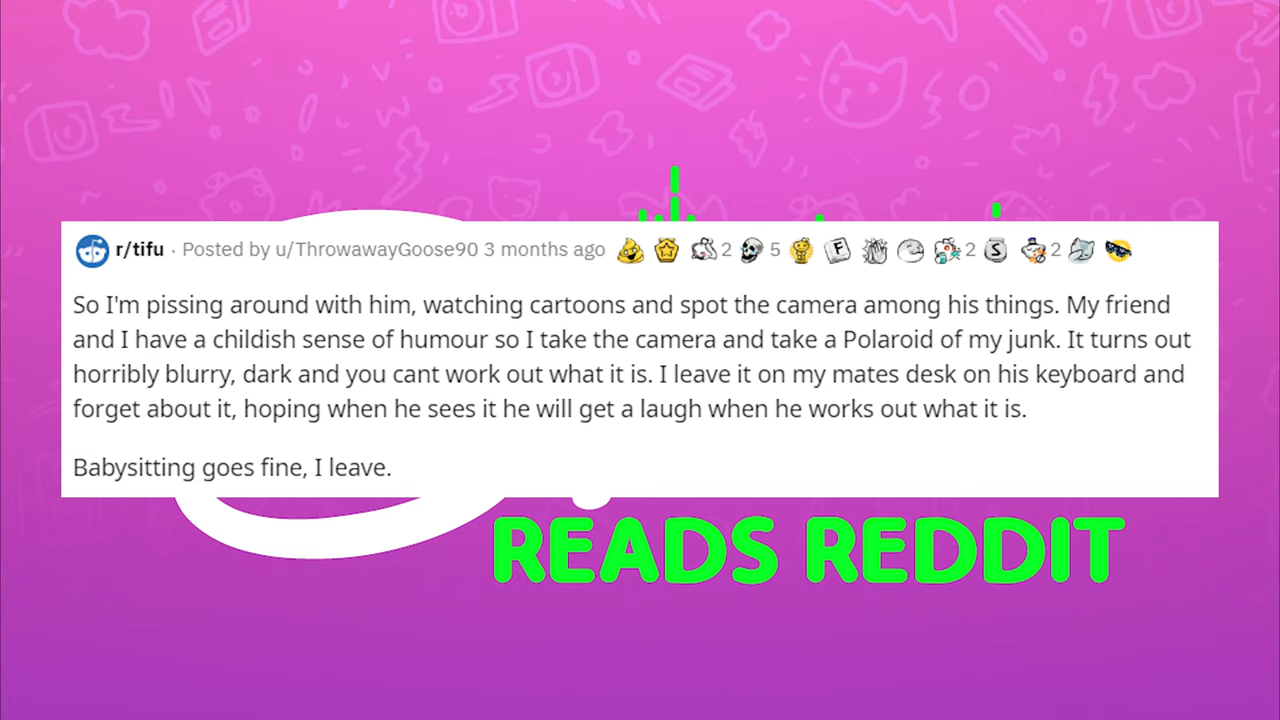 r/tifu · Posted by u/ThrowawayGoose90 3 months ago 2 5 F 2 S 2
So I'm pissing around with him, watching cartoons and spot the camera among his things. My friend
and I have a childish sense of humour so I take the camera and take a Polaroid of my junk. It turns out
horribly blurry, dark and you cant work out what it is. I leave it on my mates desk on his keyboard and
forget about it, hoping when he sees it he will get a laugh when he works out what it is.
Babysitting goes fine, I leave.
READS REDDIT